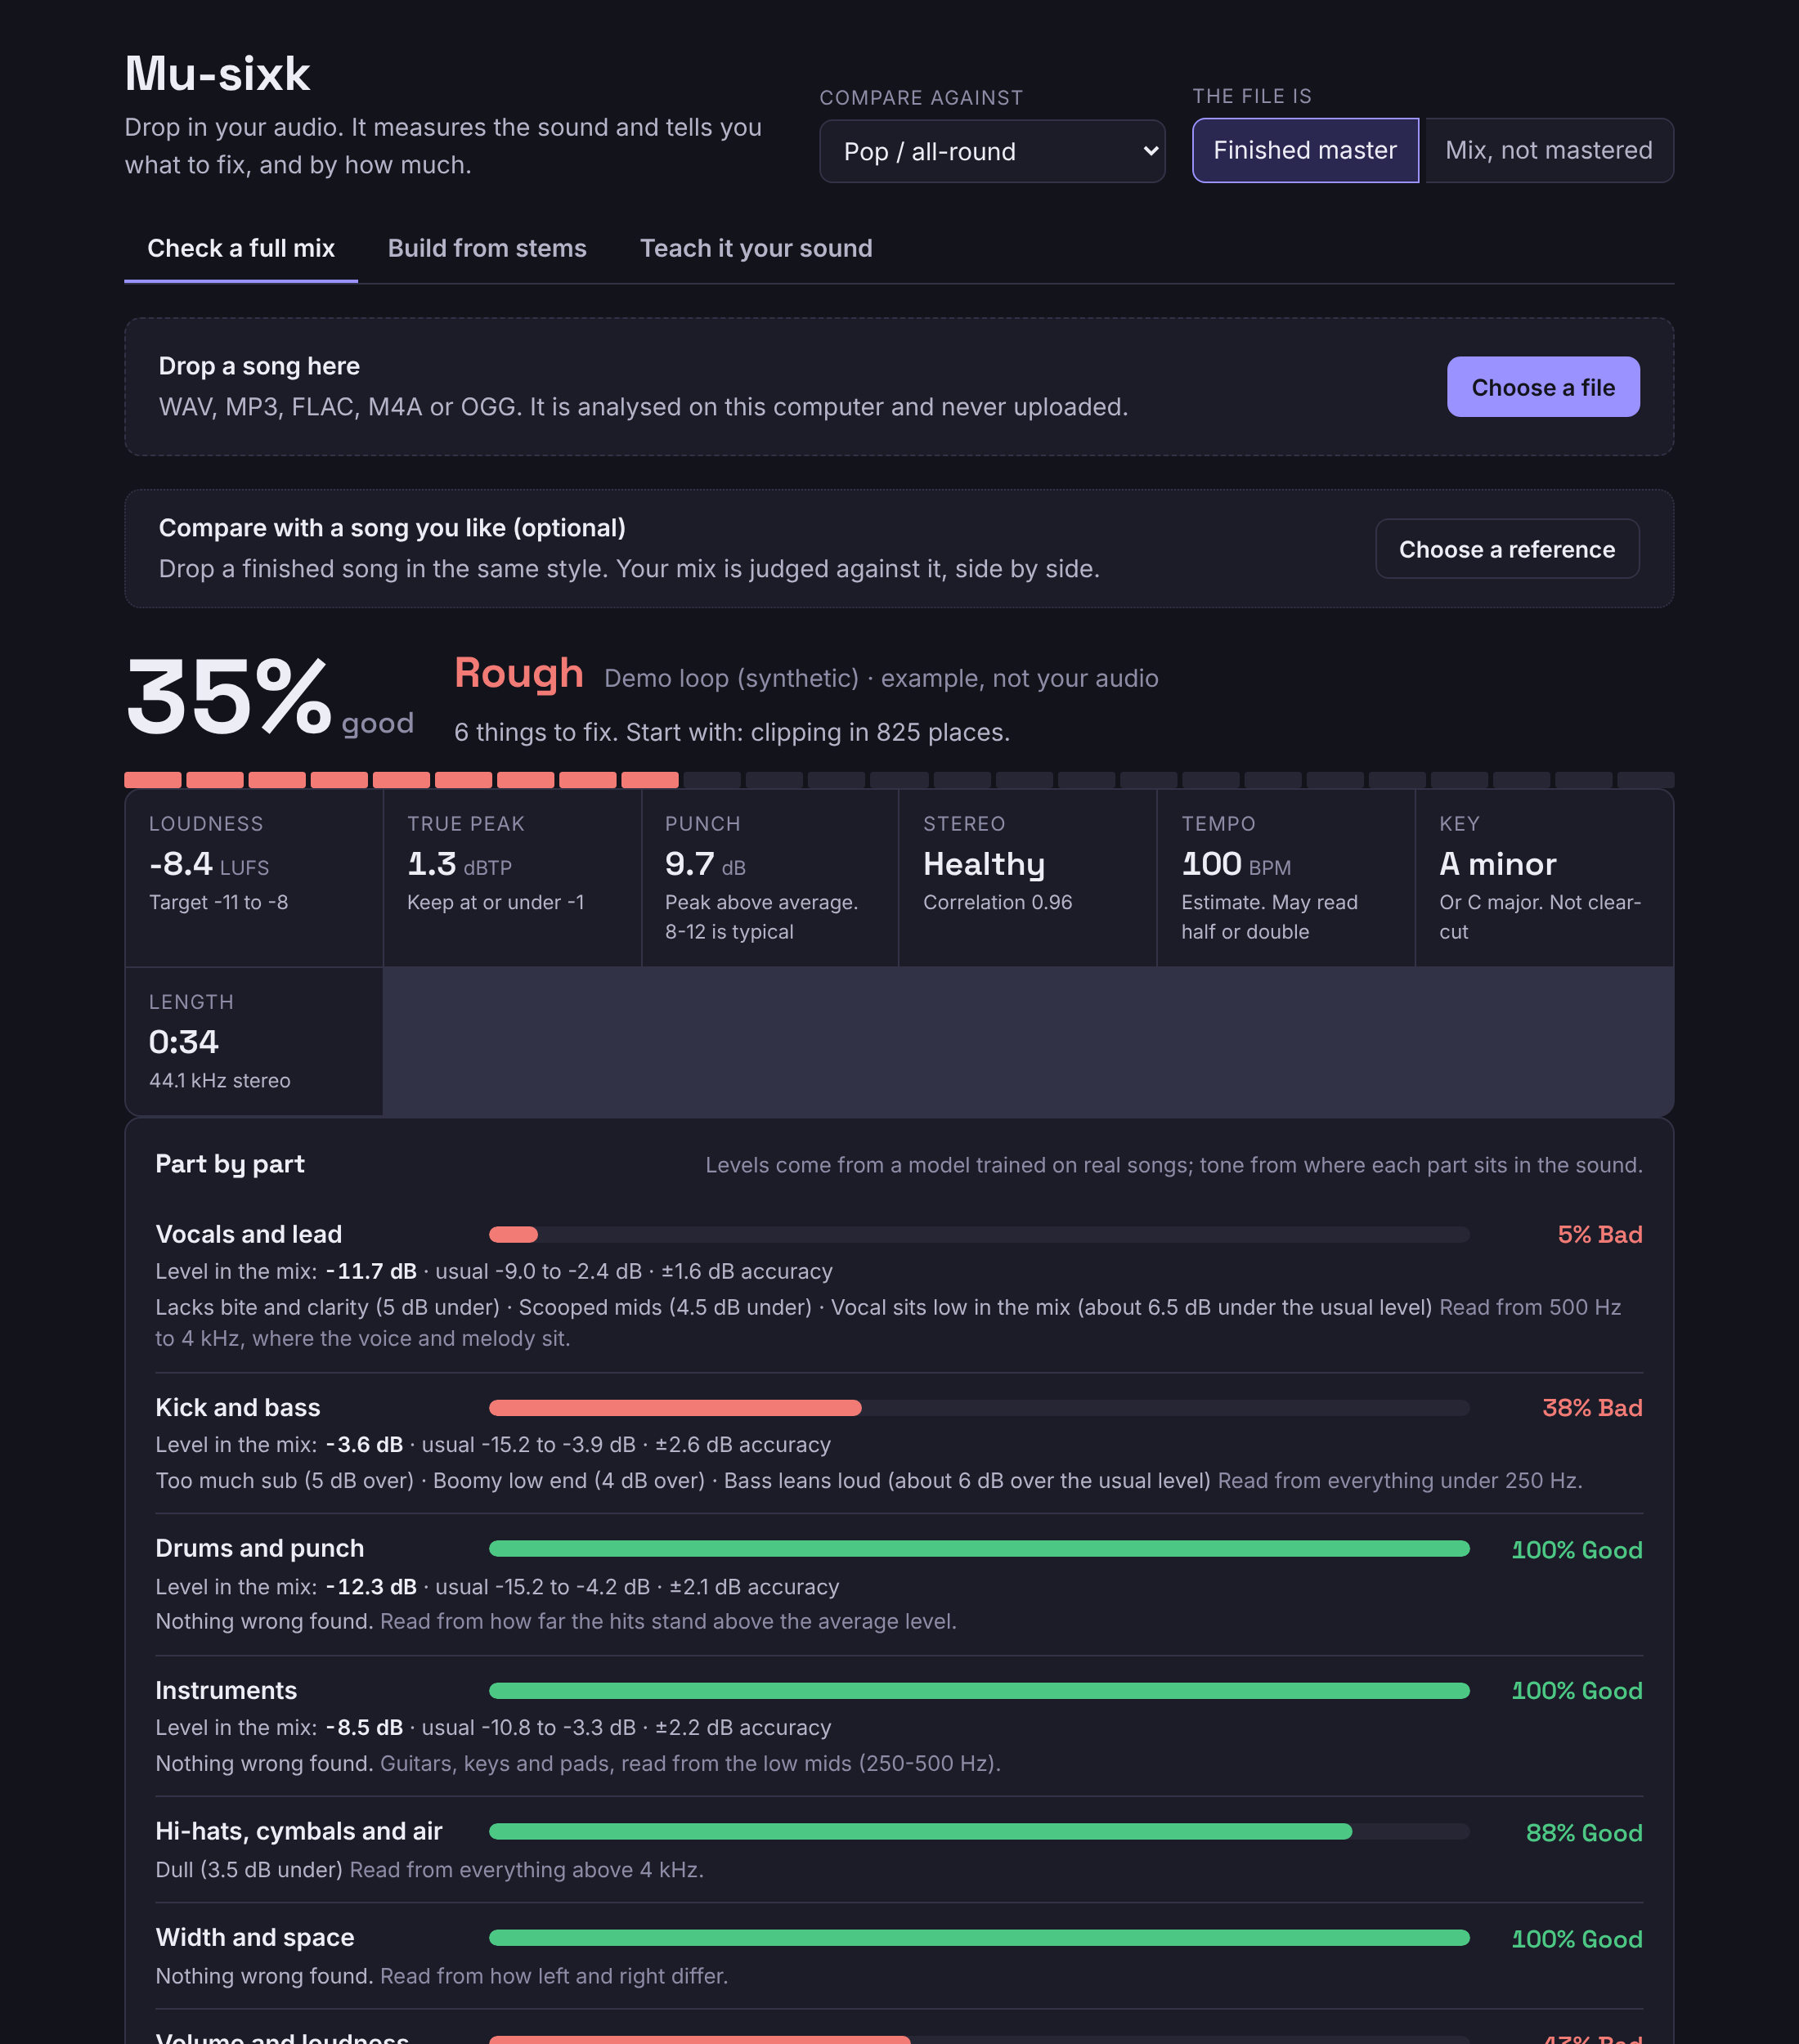 Mu-sixk
Drop in your audio. It measures the sound and tells you
what to fix, and by how much.
COMPARE AGAINST
Pop / all-round
THE FILE IS
Finished master
Mix, not mastered
Check a full mix
Build from stems
Teach it your sound
Drop a song here
WAV, MP3, FLAC, M4A or OGG. It is analysed on this computer and never uploaded.
Choose a file
Compare with a song you like (optional)
Drop a finished song in the same style. Your mix is judged against it, side by side.
Choose a reference
35% good
Rough Demo loop (synthetic) · example, not your audio
6 things to fix. Start with: clipping in 825 places.
LOUDNESS
-8.4 LUFS
Target -11 to -8
TRUE PEAK
1.3 dBTP
Keep at or under -1
PUNCH
9.7 dB
Peak above average.
8-12 is typical
STEREO
Healthy
Correlation 0.96
TEMPO
100 BPM
Estimate. May read
half or double
KEY
A minor
Or C major. Not clear-
cut
LENGTH
0:34
44.1 kHz stereo
Part by part
Levels come from a model trained on real songs; tone from where each part sits in the sound.
Vocals and lead
5% Bad
Level in the mix: -11.7 dB · usual -9.0 to -2.4 dB · ±1.6 dB accuracy
Lacks bite and clarity (5 dB under) · Scooped mids (4.5 dB under) · Vocal sits low in the mix (about 6.5 dB under the usual level) Read from 500 Hz
to 4 kHz, where the voice and melody sit.
Kick and bass
38% Bad
Level in the mix: -3.6 dB · usual -15.2 to -3.9 dB · ±2.6 dB accuracy
Too much sub (5 dB over) · Boomy low end (4 dB over) · Bass leans loud (about 6 dB over the usual level) Read from everything under 250 Hz.
Drums and punch
100% Good
Level in the mix: -12.3 dB · usual -15.2 to -4.2 dB · ±2.1 dB accuracy
Nothing wrong found. Read from how far the hits stand above the average level.
Instruments
100% Good
Level in the mix: -8.5 dB · usual -10.8 to -3.3 dB · ±2.2 dB accuracy
Nothing wrong found. Guitars, keys and pads, read from the low mids (250-500 Hz).
Hi-hats, cymbals and air
88% Good
Dull (3.5 dB under) Read from everything above 4 kHz.
Width and space
100% Good
Nothing wrong found. Read from how left and right differ.
Volume and loudness
43% Bad